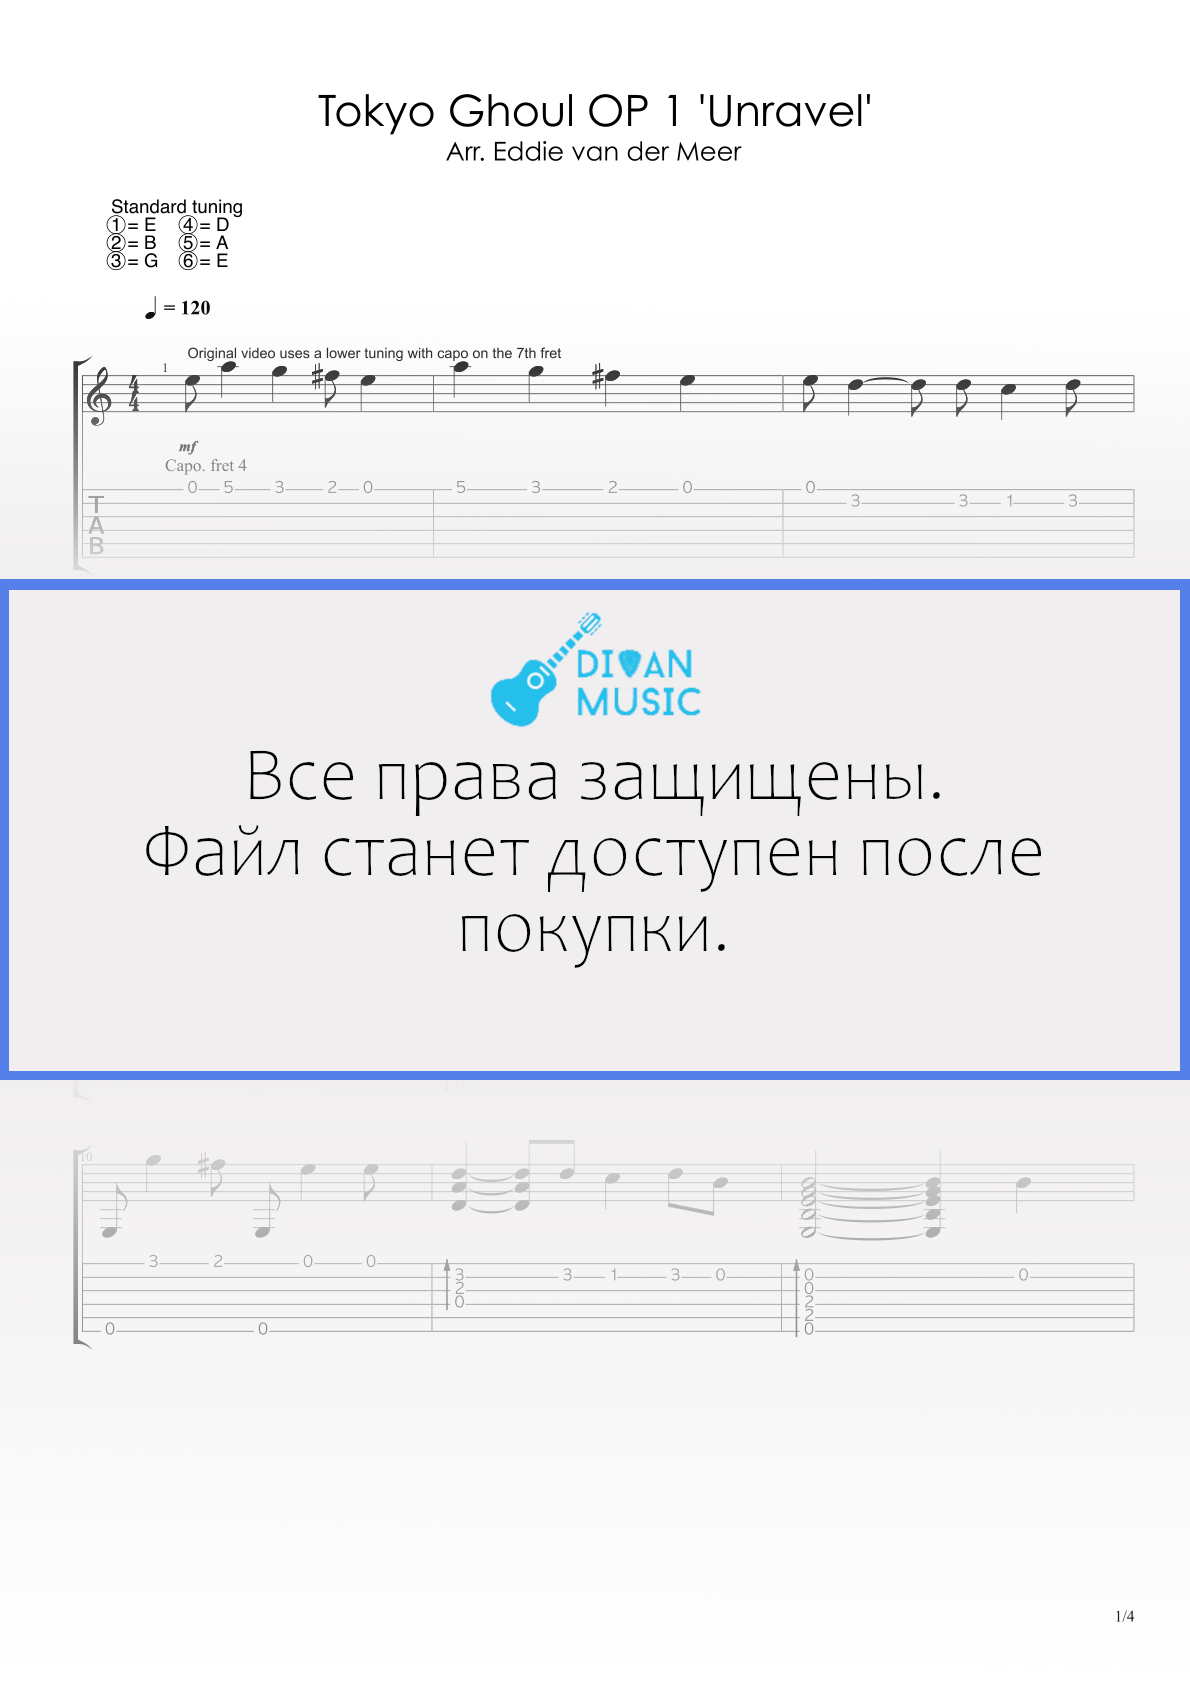 Tokyo Ghoul OP 1 'Unravel'
Arr. Eddie van der Meer
Standard tuning
①= E ④= D
②= B ⑤= A
③= G ⑥= E
♩ = 120
Original video uses a lower tuning with capo on the 7th fret
1
4
4
mf
Capo. fret 4
0 5 3 2 0 5 3 2 0 0
T 3 3 1 3
A
B
DIVAN
MUSIC
Все права защищены.
Файл станет доступен после
покупки.
10
3 2 0 0
3 3 1 3 0 0 0
2 0
0 2
2
0 0 0
1/4